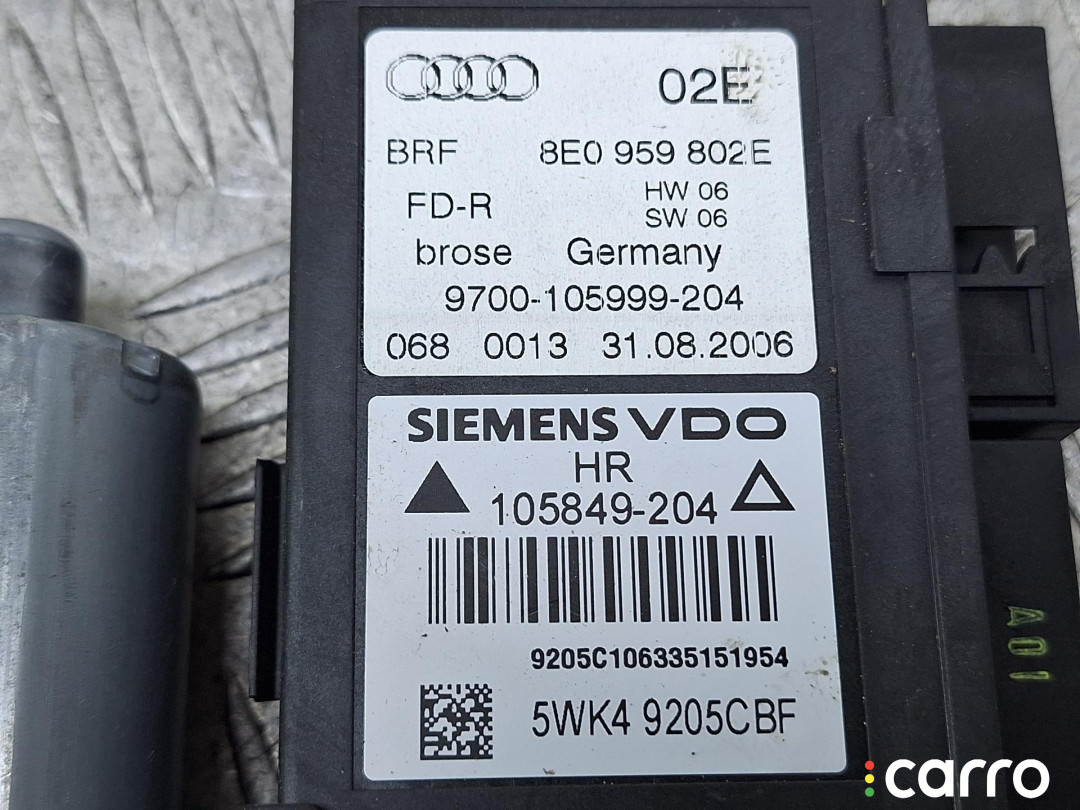 02E
BRF 8E0 959 802E
FD-R HW 06
SW 06
brose Germany
9700-105999-204
068 0013 31.08.2006
SIEMENS VDO
HR
105849-204
9205C106335151954
5WK4 9205CBF
A01
carro